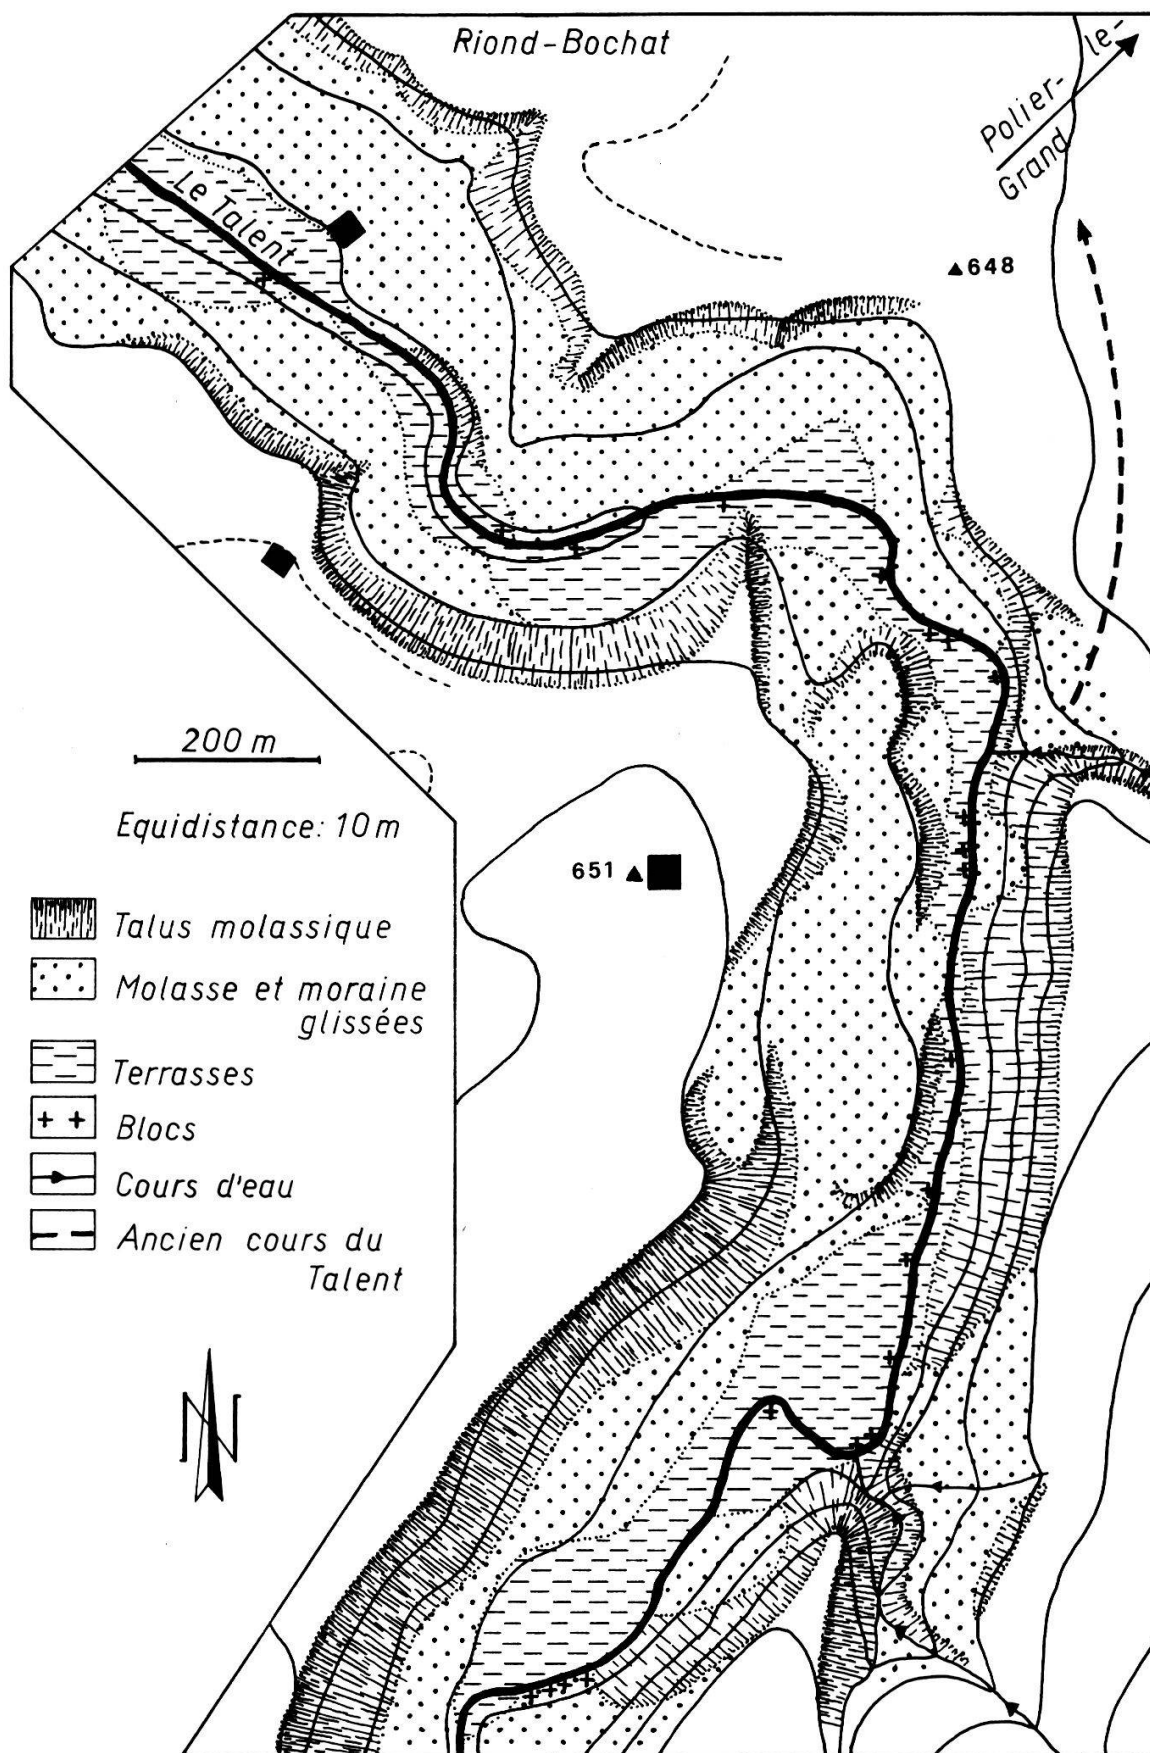 Riond-Bochat
Polier-le-
Grand
Le Talent
648
200 m
Equidistance: 10 m
651
Talus molassique
Molasse et moraine
glissées
Terrasses
Blocs
Cours d'eau
Ancien cours du
Talent
N